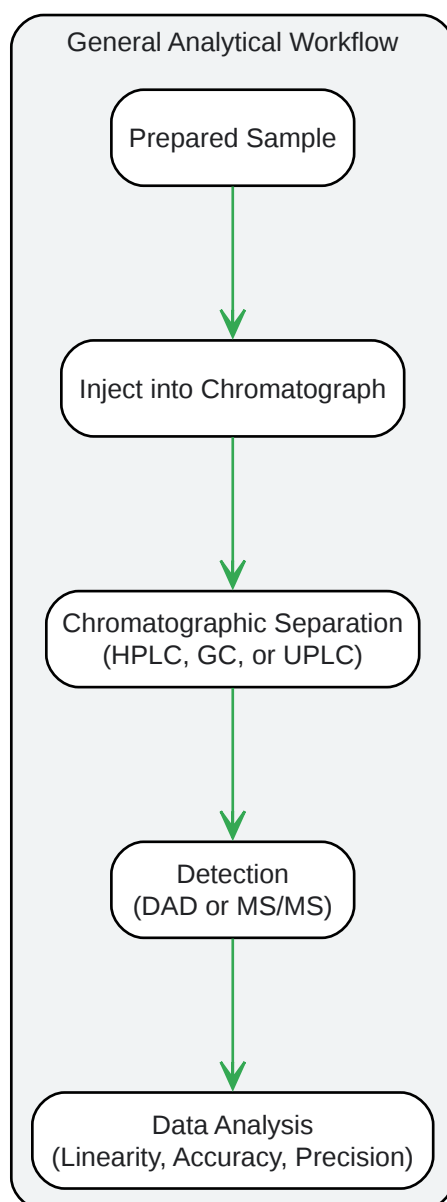 General Analytical Workflow
Prepared Sample
Inject into Chromatograph
Chromatographic Separation
(HPLC, GC, or UPLC)
Detection
(DAD or MS/MS)
Data Analysis
(Linearity, Accuracy, Precision)